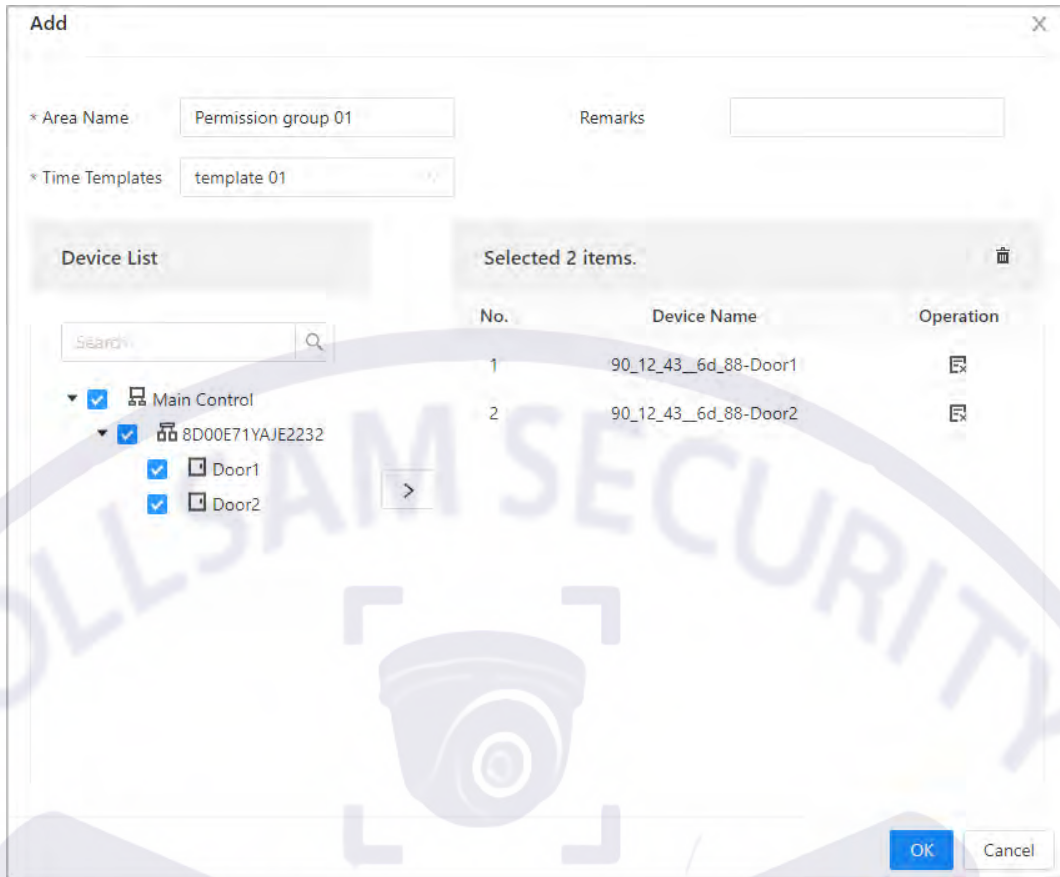 Add
* Area Name Permission group 01 Remarks
* Time Templates template 01
Device List
Selected 2 items.
Search
No. Device Name Operation
1 90_12_43__6d_88-Door1
2 90_12_43__6d_88-Door2
Main Control
8D00E71YAJE2232
Door1
Door2
>
OLLSAM SECURITY
OK Cancel